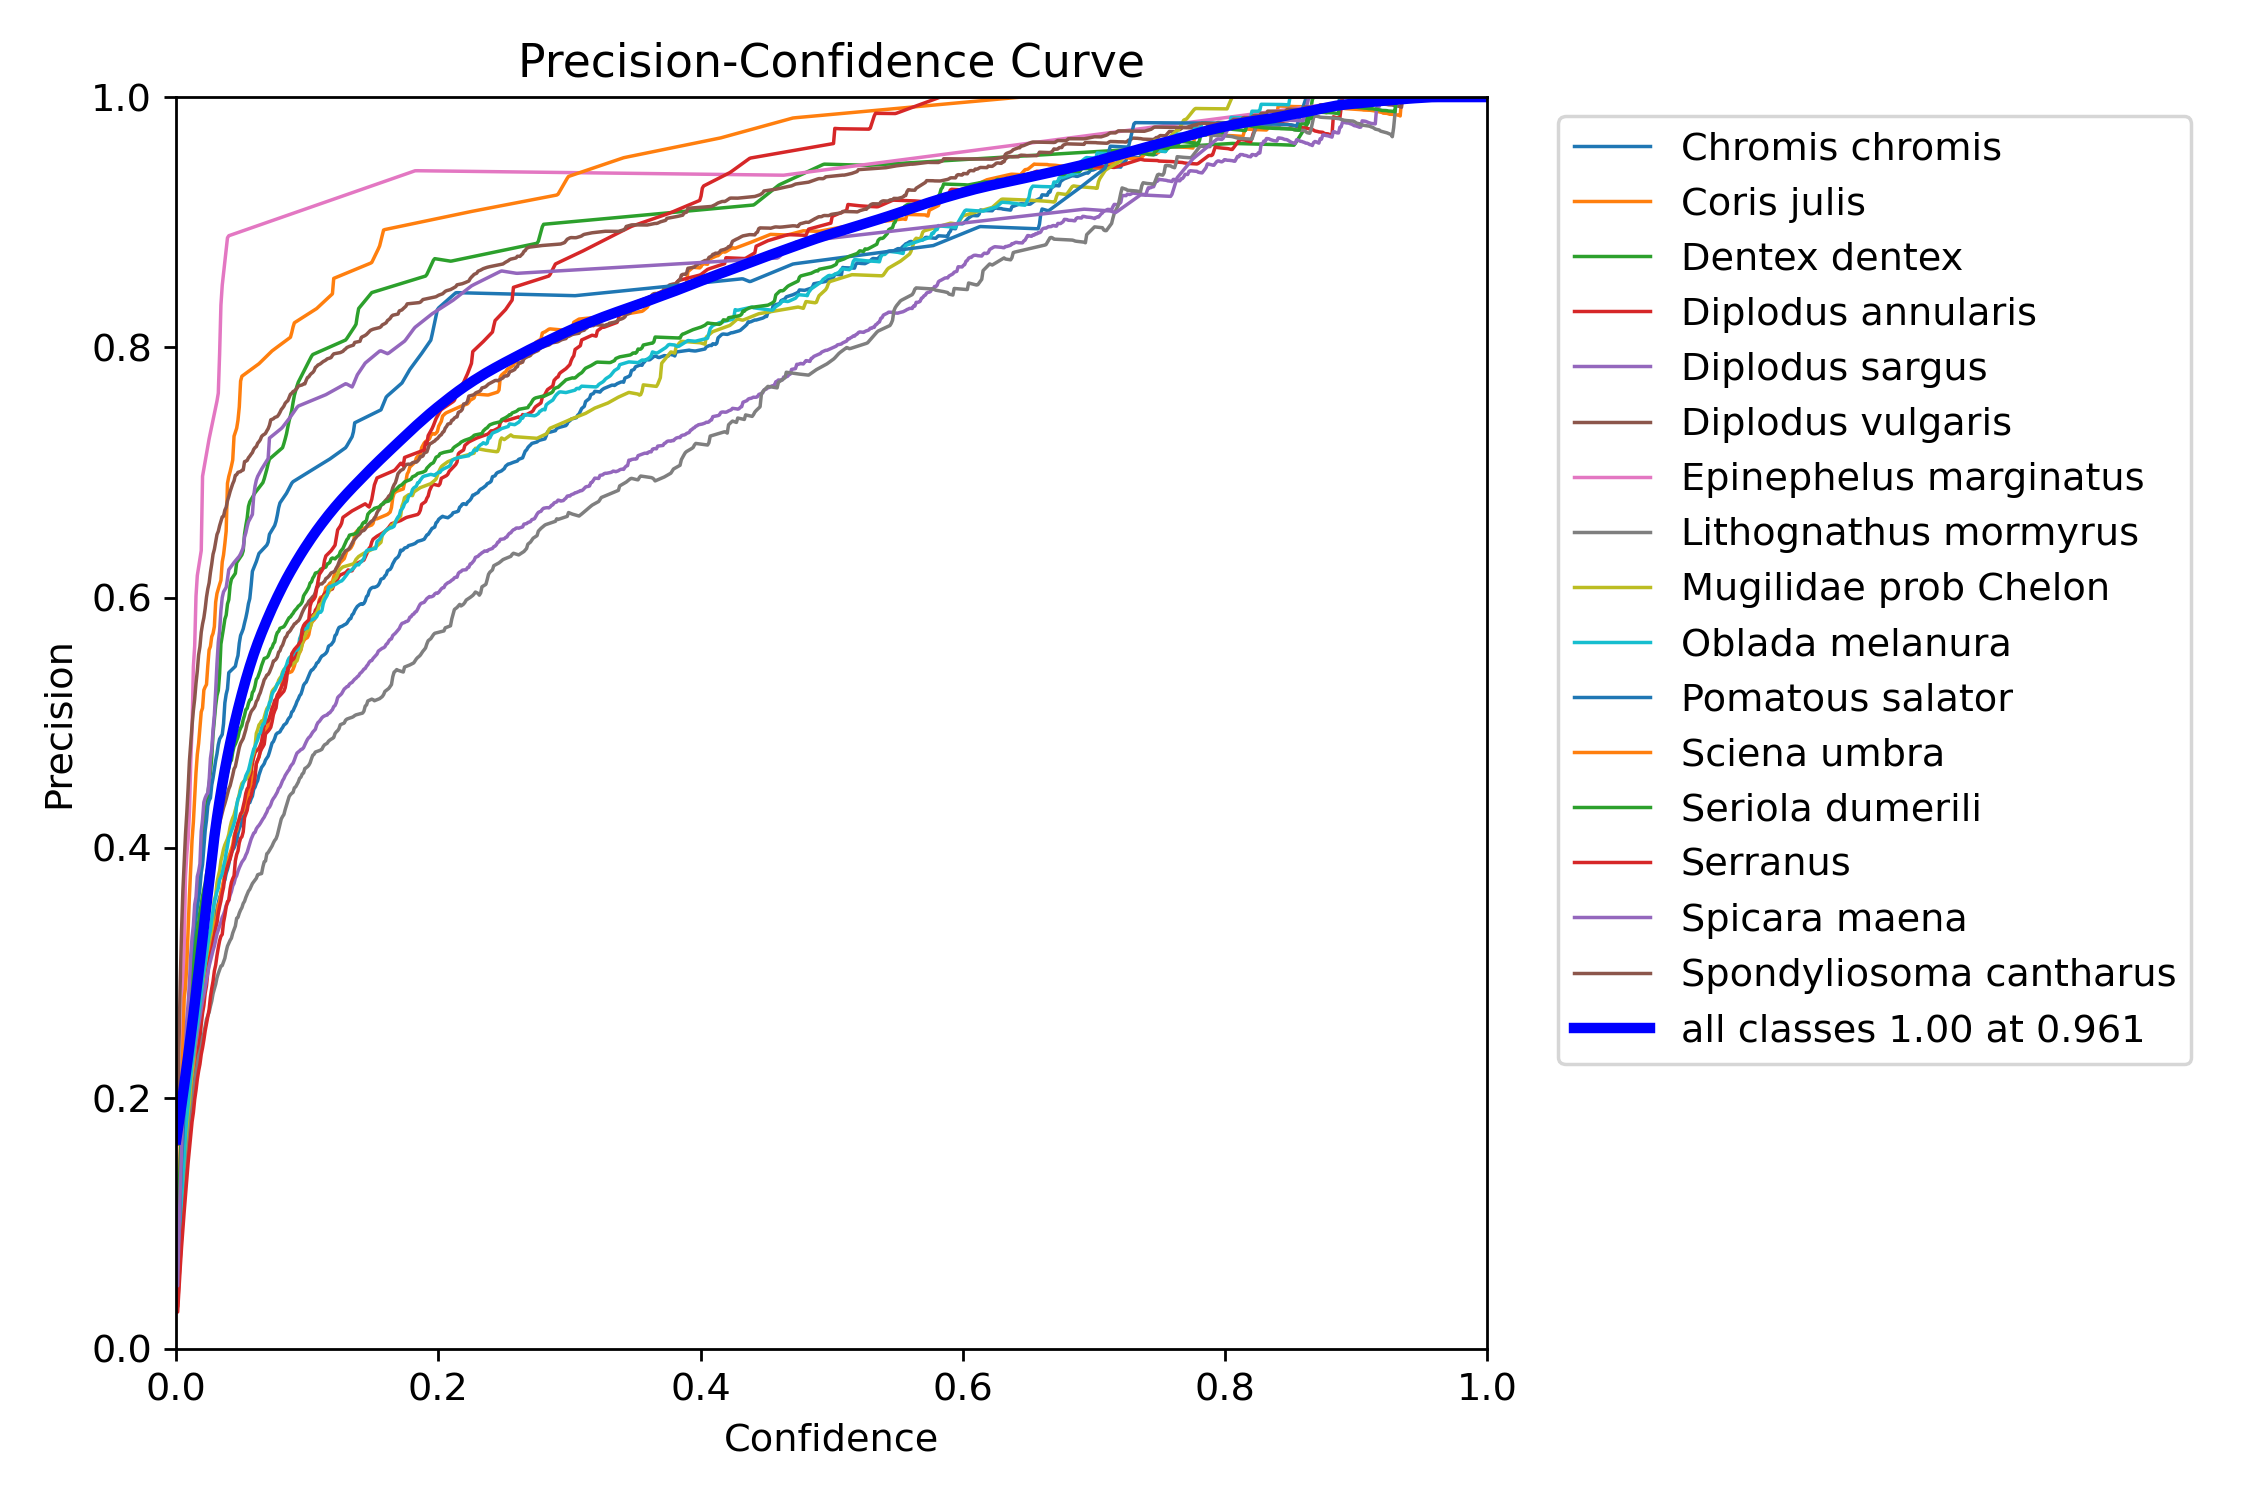 Precision-Confidence Curve
1.0
0.8
0.6
0.4
0.2
0.0
Precision
0.0 0.2 0.4 0.6 0.8 1.0
Confidence
Chromis chromis
Coris julis
Dentex dentex
Diplodus annularis
Diplodus sargus
Diplodus vulgaris
Epinephelus marginatus
Lithognathus mormyrus
Mugilidae prob Chelon
Oblada melanura
Pomatous salator
Sciena umbra
Seriola dumerili
Serranus
Spicara maena
Spondyliosoma cantharus
all classes 1.00 at 0.961